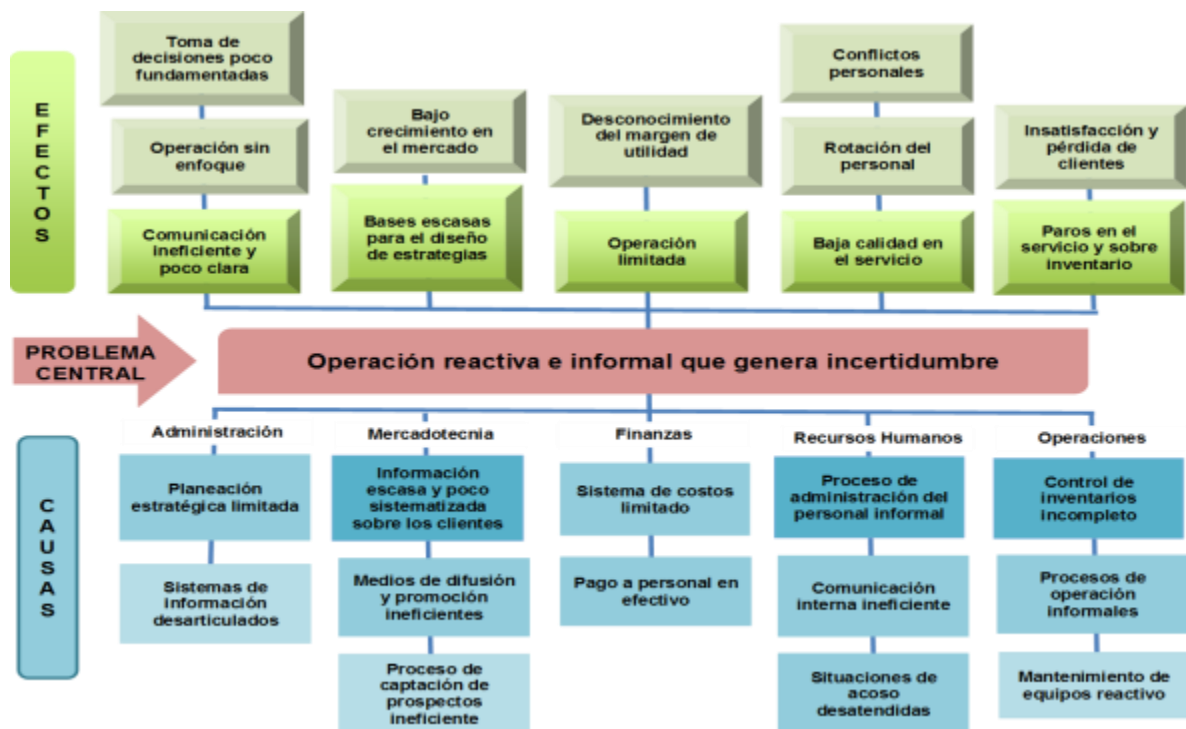 EFECTOS
Toma de
decisiones poco
fundamentadas
Operación sin
enfoque
Comunicación
ineficiente y
poco clara
Bajo
crecimiento en
el mercado
Bases escasas
para el diseño
de estrategias
Desconocimiento
del margen de
utilidad
Operación
limitada
Conflictos
personales
Rotación del
personal
Baja calidad en
el servicio
Insatisfacción y
pérdida de
clientes
Paros en el
servicio y sobre
inventario
PROBLEMA
CENTRAL
Operación reactiva e informal que genera incertidumbre
CAUSAS
Administración
Planeación
estratégica limitada
Sistemas de
información
desarticulados
Mercadotecnia
Información
escasa y poco
sistematizada
sobre los clientes
Medios de difusión
y promoción
ineficientes
Proceso de
captación de
prospectos
ineficiente
Finanzas
Sistema de costos
limitado
Pago a personal en
efectivo
Recursos Humanos
Proceso de
administración del
personal informal
Comunicación
interna ineficiente
Situaciones de
acoso
desatendidas
Operaciones
Control de
inventarios
incompleto
Procesos de
operación
informales
Mantenimiento de
equipos reactivo